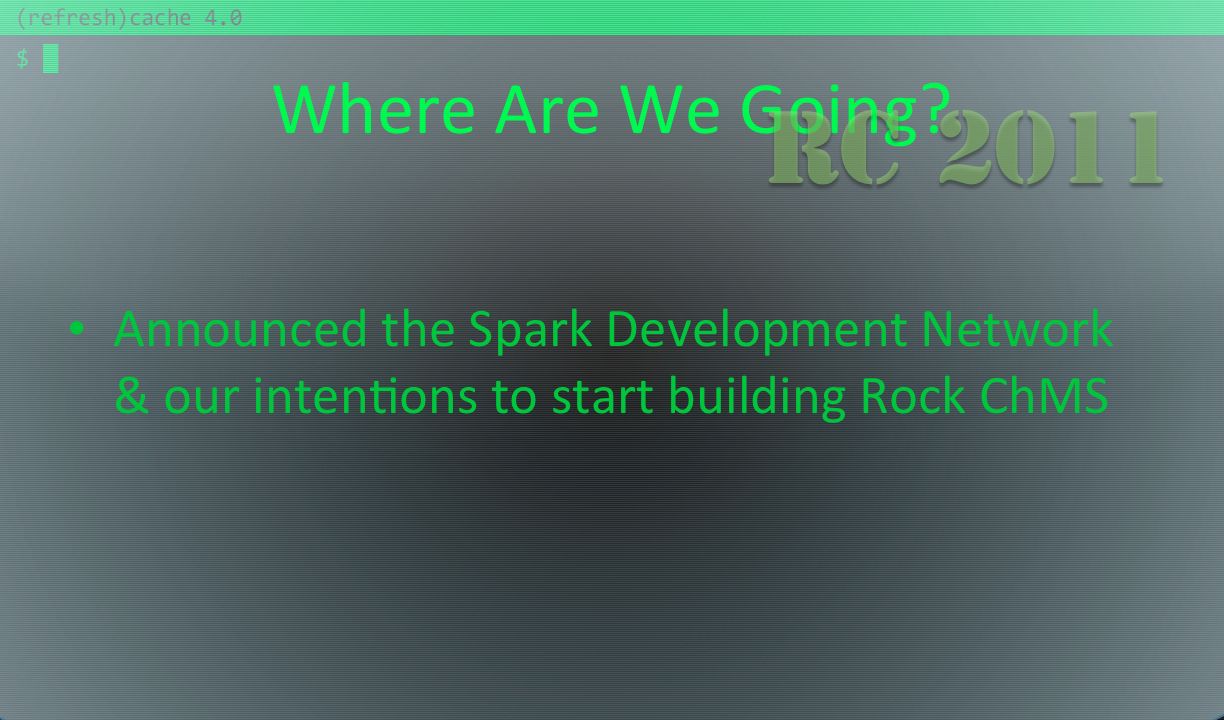 (refresh)cache 4.0
$
Where Are We Going?
RC 2011
• Announced the Spark Development Network
& our intentions to start building Rock ChMS